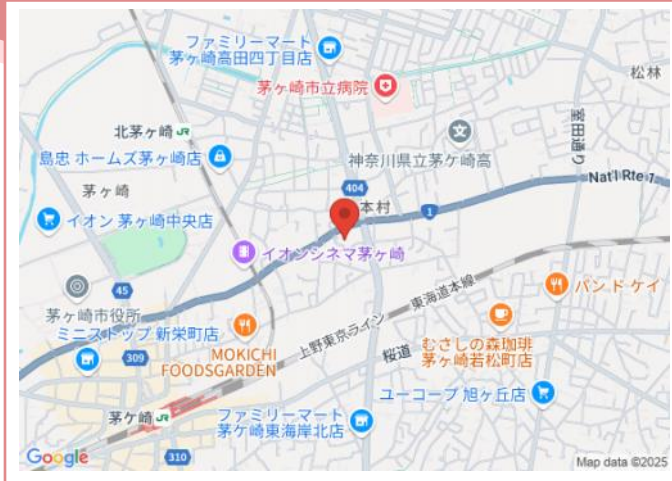 ファミリーマート
茅ヶ崎高田四丁目店
松林
茅ヶ崎市立病院
室田通り
北茅ヶ崎 JR
島忠 ホームズ茅ヶ崎店
神奈川県立茅ケ崎高
404
Nat'l Rte 1
茅ヶ崎
本村
1
イオン 茅ヶ崎中央店
イオンシネマ茅ヶ崎
45
茅ヶ崎市役所
パンドケイ
東海道本線
ミニストップ 新栄町店
309
MOKICHI
FOODSGARDEN
上野東京ライン
むさしの森珈琲
茅ヶ崎若松町店
桜道
ユーコープ 旭ヶ丘店
茅ケ崎 JR
ファミリーマート
茅ケ崎東海岸北店
310
Google
Map data ©2025